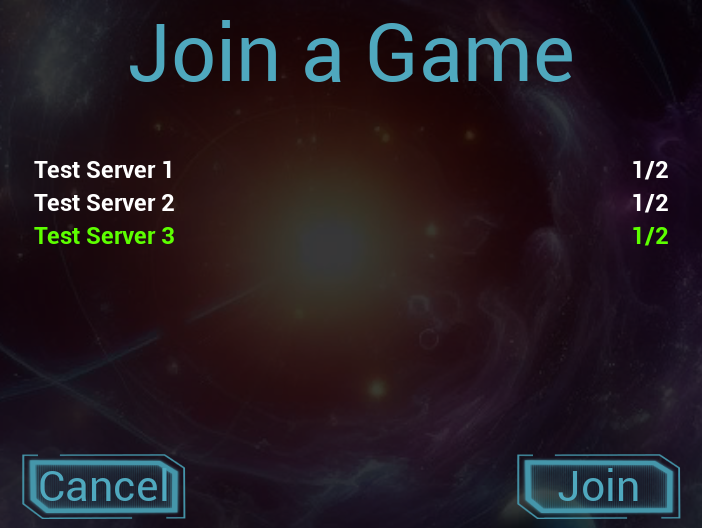 Join a Game
Test Server 1 1/2
Test Server 2 1/2
Test Server 3 1/2
Cancel Join